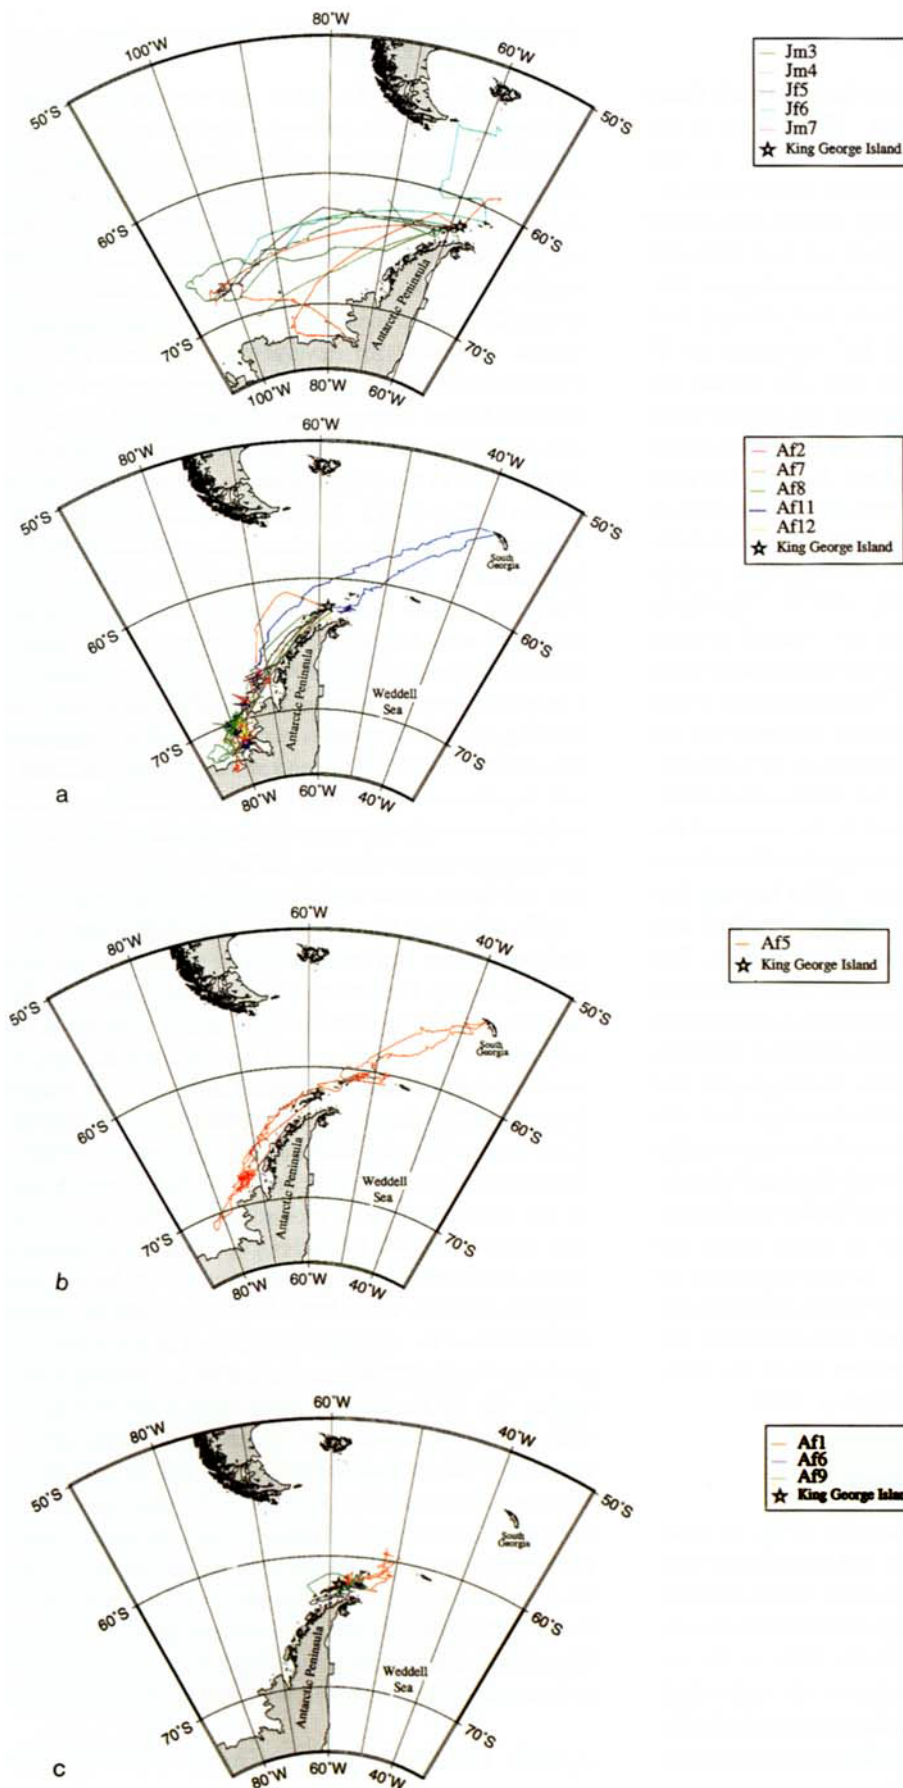 80°W
100°W
60°W
50°S
50°S
Jm3
Jm4
Jf5
Jf6
Jm7
King George Island
60°S
60°S
Antarctic Peninsula
70°S
70°S
100°W
80°W
60°W
60°W
80°W
40°W
50°S
50°S
Af2
Af7
Af8
Af11
Af12
King George Island
South
Georgia
60°S
60°S
Antarctic Peninsula
Weddell
Sea
70°S
70°S
80°W
60°W
40°W
a
60°W
80°W
40°W
50°S
50°S
Af5
King George Island
South
Georgia
60°S
60°S
Antarctic Peninsula
Weddell
Sea
70°S
70°S
80°W
60°W
40°W
b
60°W
80°W
40°W
50°S
50°S
Af1
Af6
Af9
King George Islan
South
Georgia
60°S
60°S
Antarctic Peninsula
Weddell
Sea
70°S
70°S
80°W
60°W
40°W
c